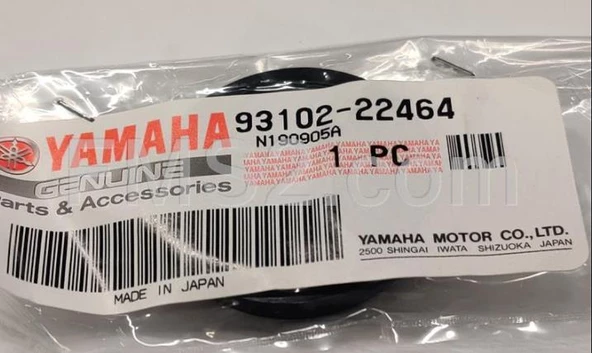 YAMAHA
GENUINE
Parts & Accessories
93102-22464
N190905A
1 PC
MADE IN JAPAN
YAMAHA MOTOR CO., LTD.
2500 SHINGAI IWATA SHIZUOKA JAPAN